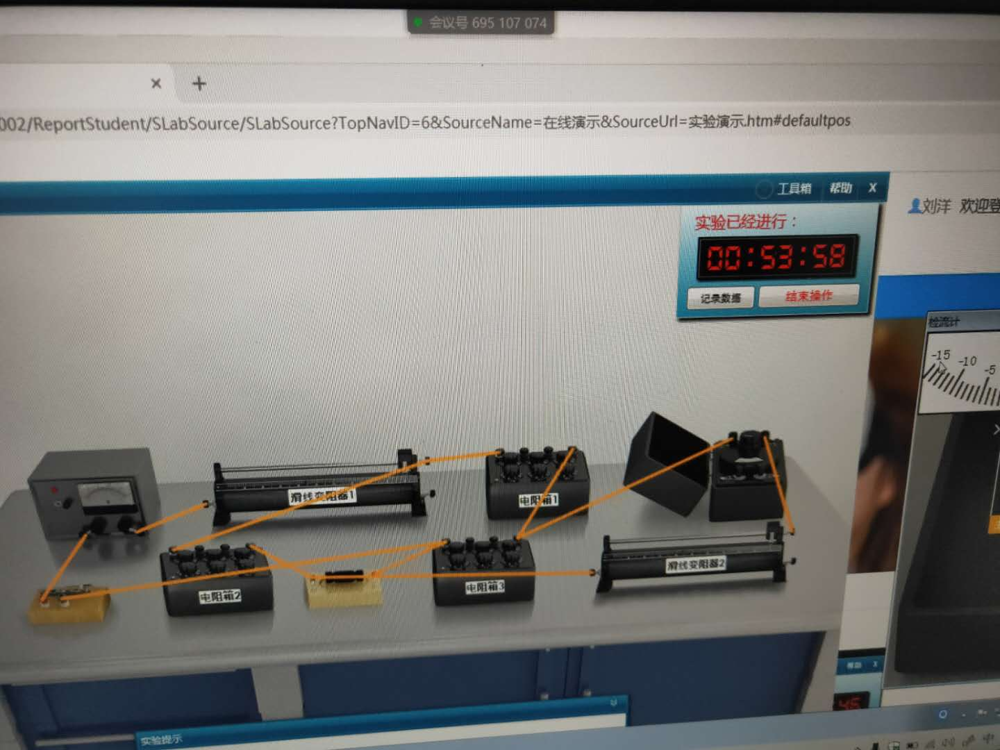 会议号 695 107 074
002/ReportStudent/SLabSource/SLabSource?TopNavID=6&SourceName=在线演示&SourceUrl=实验演示.htm#defaultpos
工具箱 帮助 X
刘洋 欢迎登
实验已经进行：
00:53:58
记录数据 结束操作
检流计
-15 -10 -5
滑线变阻器1
电阻箱1
滑线变阻器2
电阻箱2
电阻箱3
帮助 X
45
实验提示
中